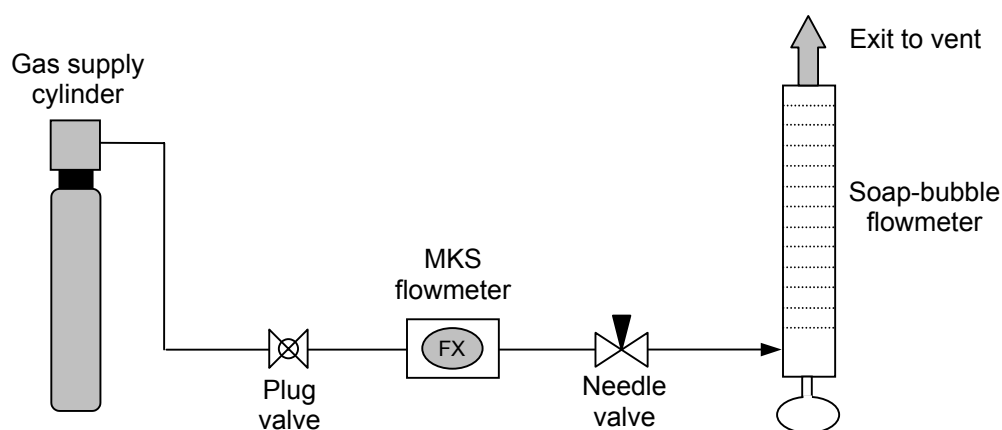 Gas supply
cylinder
Plug
valve
MKS
flowmeter
FX
Needle
valve
Exit to vent
Soap-bubble
flowmeter